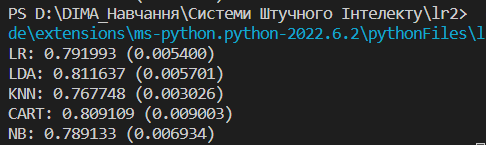 PS D:\DIMA_Навчання\Системи Штучного Інтелекту\lr2>
de\extensions\ms-python.python-2022.6.2\pythonFiles\l
LR: 0.791993 (0.005400)
LDA: 0.811637 (0.005701)
KNN: 0.767748 (0.003026)
CART: 0.809109 (0.009003)
NB: 0.789133 (0.006934)